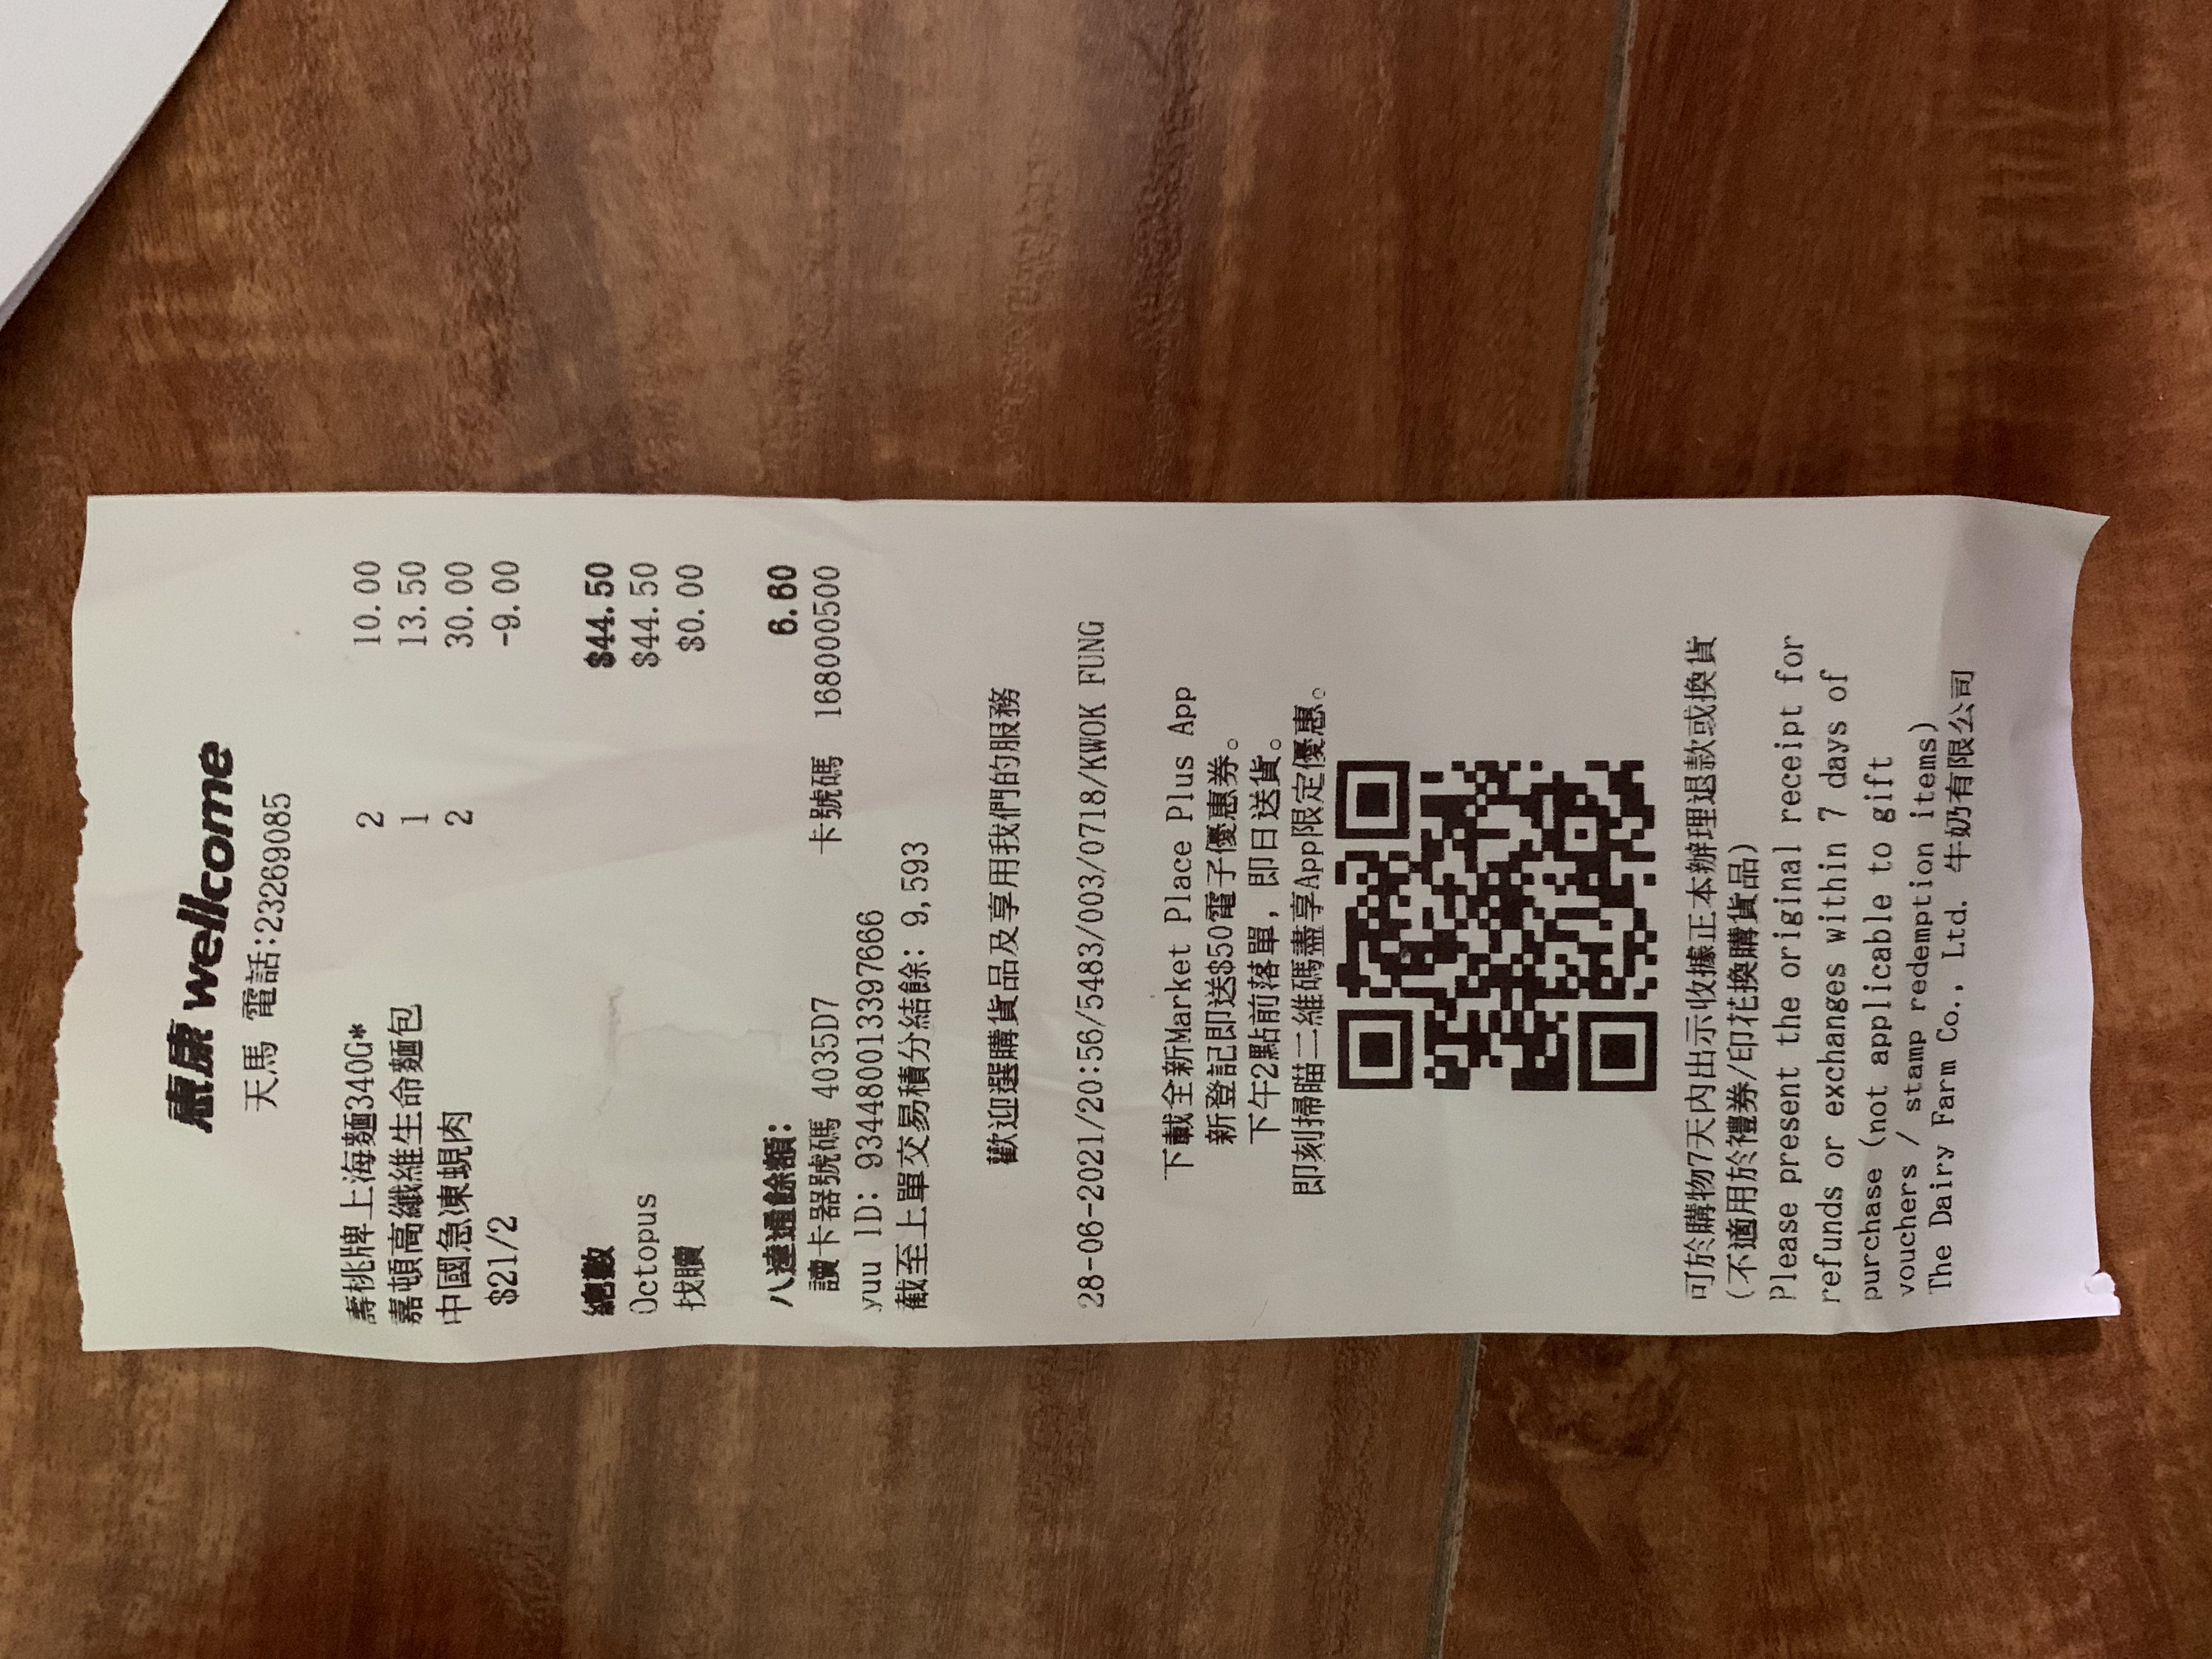 惠康 wellcome
天馬 電話:23269085
壽桃牌上海麵340G* 2 10.00
嘉頓高纖維生命麵包 1 13.50
中國急凍蜆肉 2 30.00
$21/2 -9.00
總數 $44.50
Octopus $44.50
找贖 $0.00
八達通餘額: 6.60
讀卡器號碼 4035D7 卡號碼 168000500
yuu ID: 934480013397666
截至上單交易積分結餘: 9,593
歡迎選購貨品及享用我們的服務
28-06-2021/20:56/5483/003/0718/KWOK FUNG
下載全新Market Place Plus App
新登記即送$50電子優惠券。
下午2點前落單, 即日送貨。
即刻掃瞄二維碼盡享App限定優惠。
可於購物7天內出示收據正本辦理退款或換貨
(不適用於禮券/印花換購貨品)
Please present the original receipt for
refunds or exchanges within 7 days of
purchase (not applicable to gift
vouchers / stamp redemption items)
The Dairy Farm Co., Ltd. 牛奶有限公司